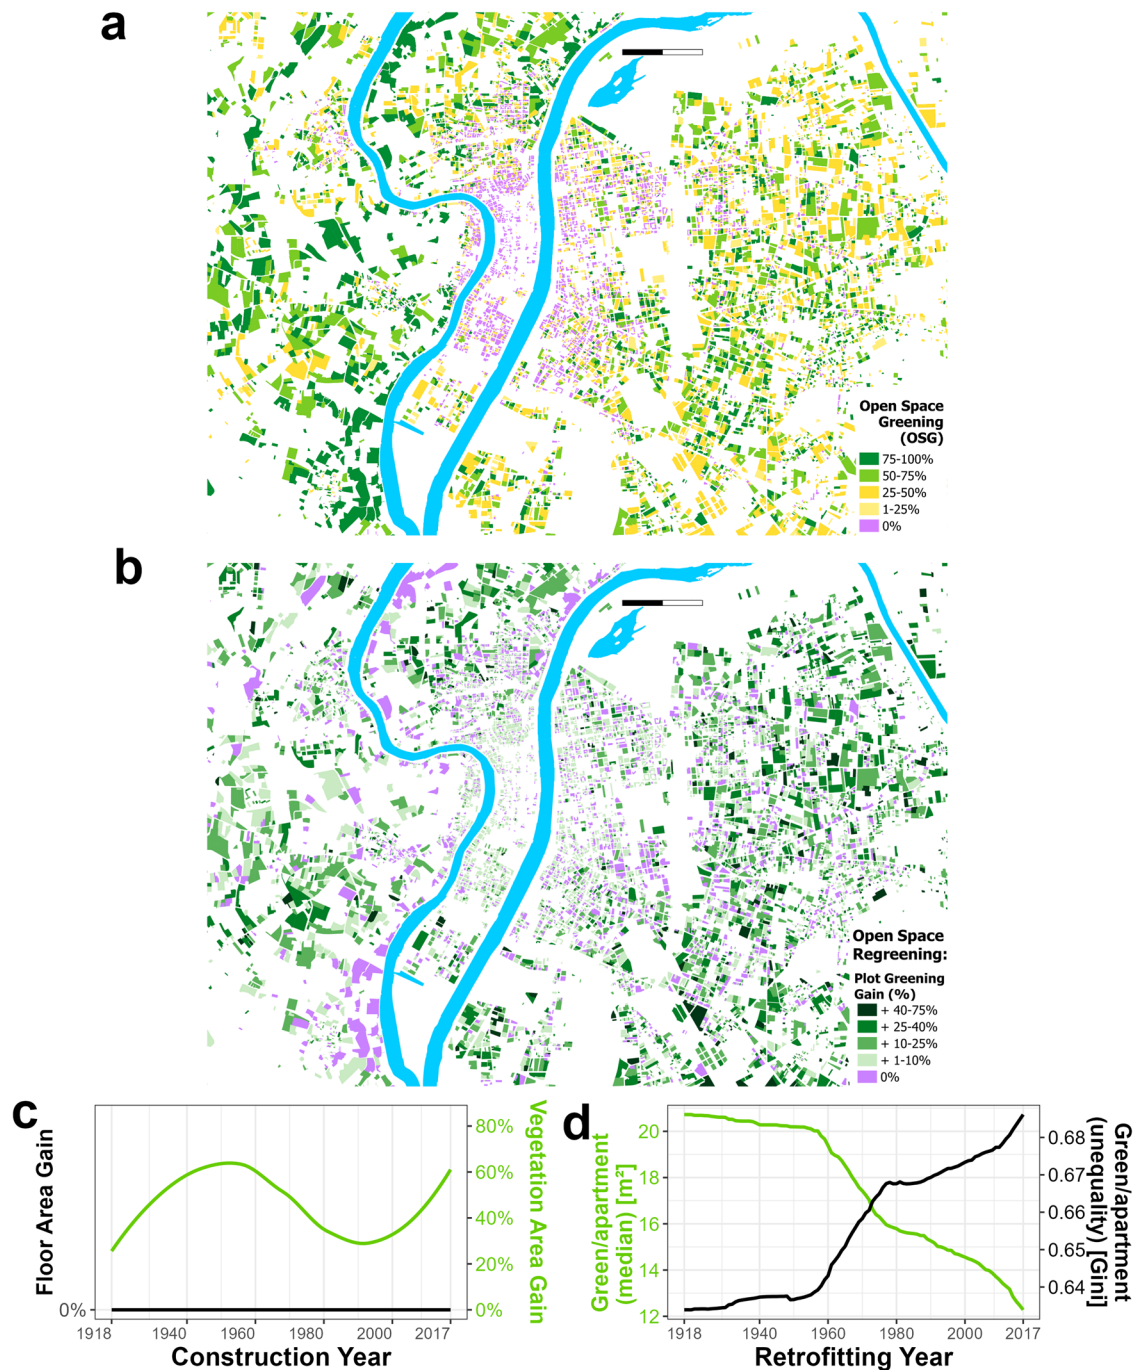 a
Open Space
Greening
(OSG)
75-100%
50-75%
25-50%
1-25%
0%
b
Open Space
Regreening:
Plot Greening
Gain (%)
+ 40-75%
+ 25-40%
+ 10-25%
+ 1-10%
0%
c
Floor Area Gain
0%
Vegetation Area Gain
80%
60%
40%
20%
0%
1918 1940 1960 1980 2000 2017
Construction Year
d
Green/apartment
(median) [m²]
20
18
16
14
12
Green/apartment
(unequality) [Gini]
0.68
0.67
0.66
0.65
0.64
1918 1940 1960 1980 2000 2017
Retrofitting Year